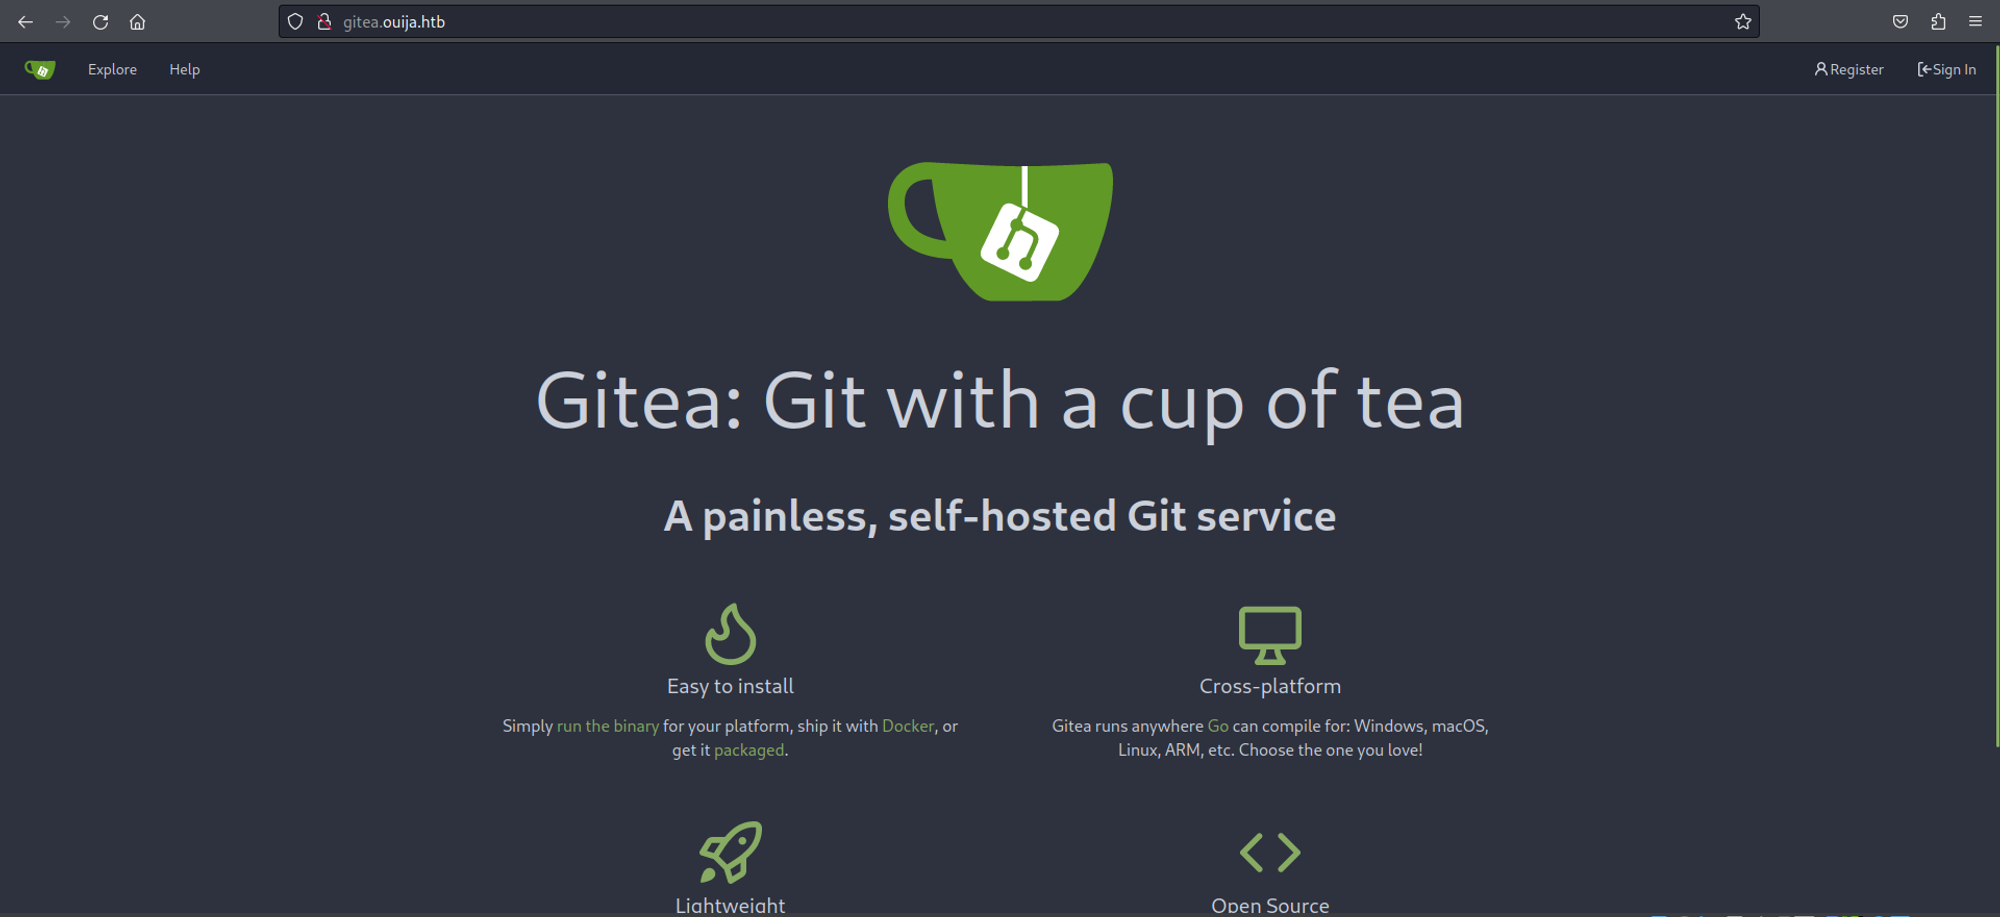 gitea.ouija.htb
Explore Help Register Sign In
Gitea: Git with a cup of tea
A painless, self-hosted Git service
Easy to install
Simply run the binary for your platform, ship it with Docker, or
get it packaged.
Cross-platform
Gitea runs anywhere Go can compile for: Windows, macOS,
Linux, ARM, etc. Choose the one you love!
Lightweight
Open Source